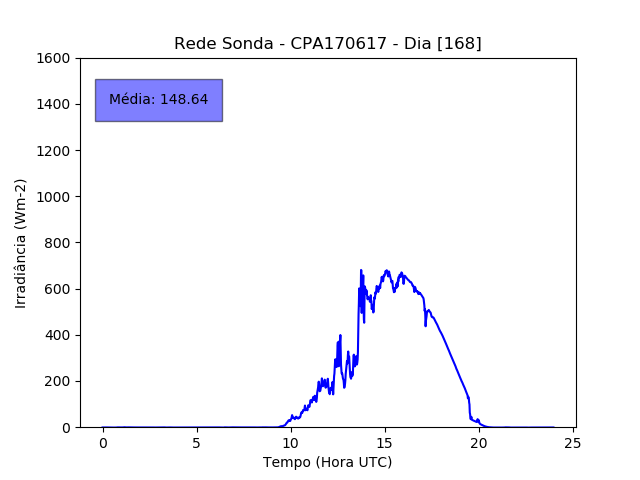 Rede Sonda - CPA170617 - Dia [168]
1600
1400
1200
1000
800
600
400
200
0
Média: 148.64
Irradiância (Wm-2)
0 5 10 15 20 25
Tempo (Hora UTC)